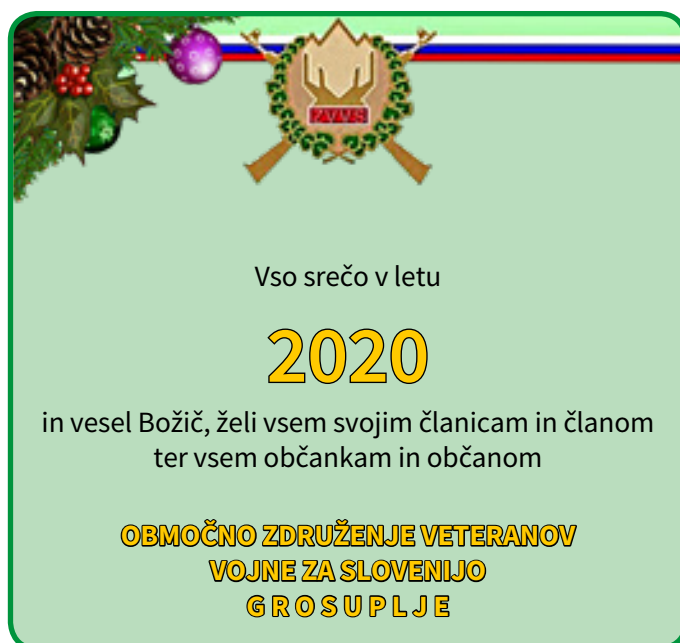 ZVVS
Vso srečo v letu
2020
in vesel Božič, želi vsem svojim članicam in članom
ter vsem občankam in občanom
OBMOČNO ZDRUŽENJE VETERANOV
VOJNE ZA SLOVENIJO
G R O S U P L J E